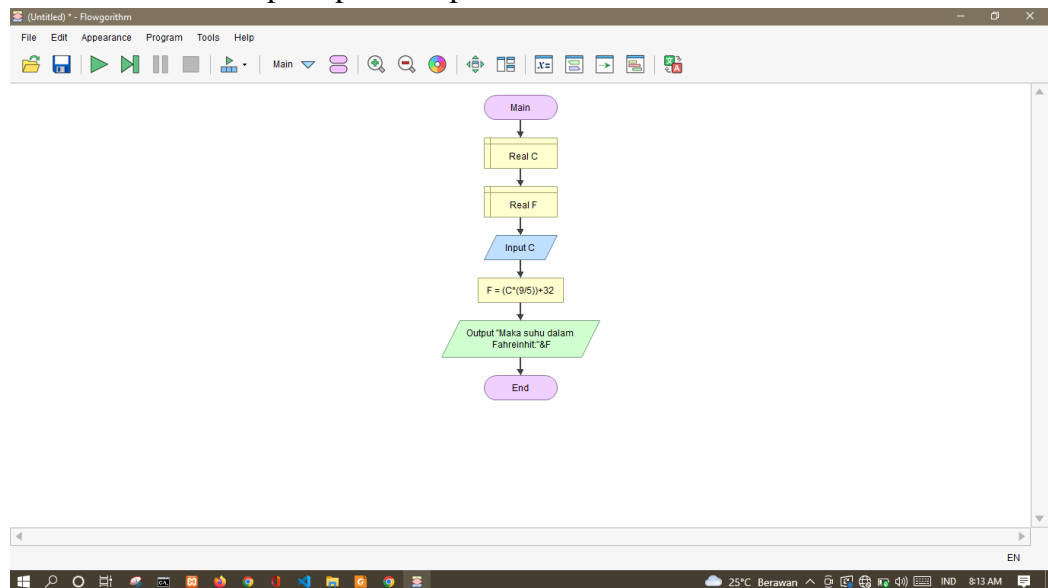 (Untitled) * - Flowgorithm
File Edit Appearance Program Tools Help
Main
x=
Main
Real C
Real F
Input C
F = (C*(9/5))+32
Output "Maka suhu dalam
Fahreinhit:"&F
End
EN
25°C Berawan
IND
8:13 AM